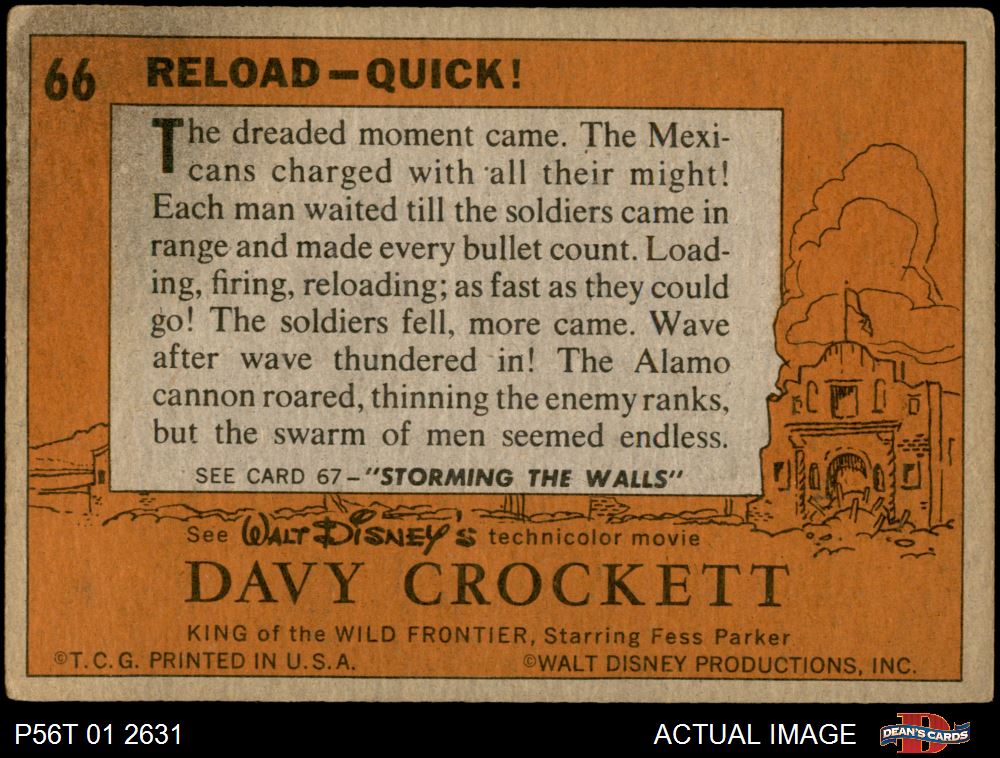 66 RELOAD—QUICK!
The dreaded moment came. The Mexi-
cans charged with all their might!
Each man waited till the soldiers came in
range and made every bullet count. Load-
ing, firing, reloading; as fast as they could
go! The soldiers fell, more came. Wave
after wave thundered in! The Alamo
cannon roared, thinning the enemy ranks,
but the swarm of men seemed endless.
SEE CARD 67—"STORMING THE WALLS"
See WALT DISNEY'S technicolor movie
DAVY CROCKETT
KING of the WILD FRONTIER, Starring Fess Parker
©T.C.G. PRINTED IN U.S.A. ©WALT DISNEY PRODUCTIONS, INC.
P56T 01 2631 ACTUAL IMAGE DEAN'S CARDS